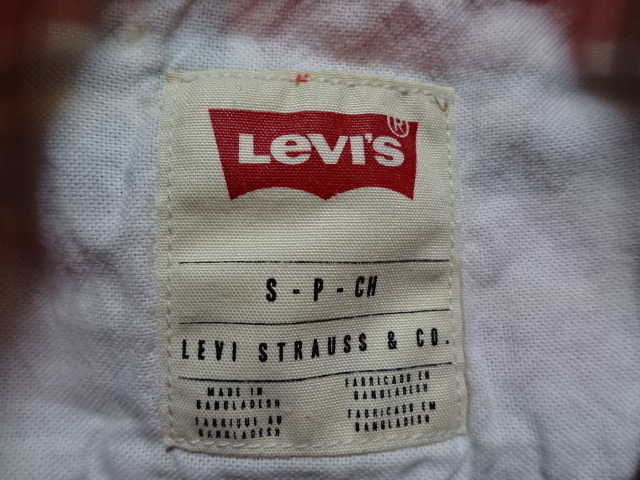 Levi's®
S - P - CH
LEVI STRAUSS & CO.
MADE IN
BANGLADESH
FABRIQUE AU
BANGLADESH
FABRICADO EN
BANGLADESH
FABRICADO EM
BANGLADESH